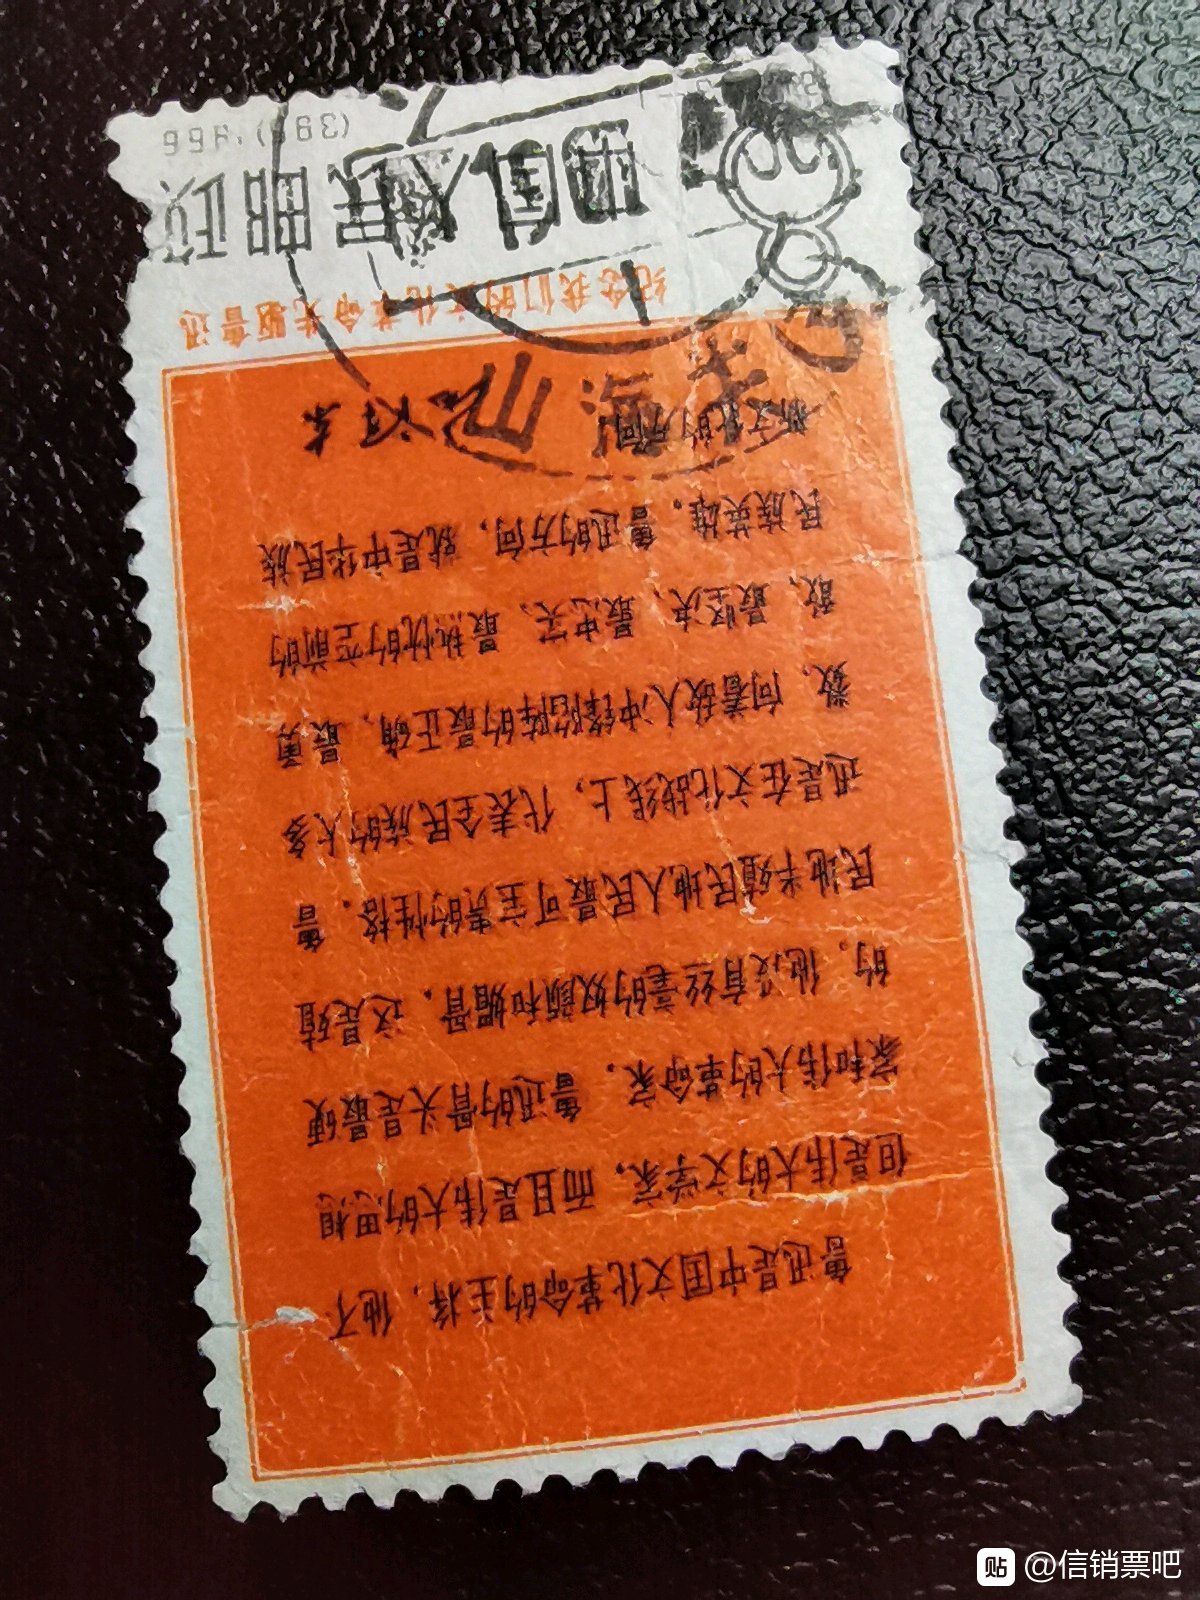 鲁迅是中国文化革命的主将，他不
但是伟大的文学家，而且是伟大的思想
家和伟大的革命家。鲁迅的骨头是最硬
的，他没有丝毫的奴颜和媚骨，这是殖
民地半殖民地人民最可宝贵的性格。鲁
迅是在文化战线上，代表全民族的大多
数，向着敌人冲锋陷阵的最正确、最勇
敢、最坚决、最忠实、最热忱的空前的
民族英雄。鲁迅的方向，就是中华民族
新文化的方向
毛泽东
纪念我们的文化革命先驱鲁迅
8
中国人民邮政
1966
贴 @信销票吧